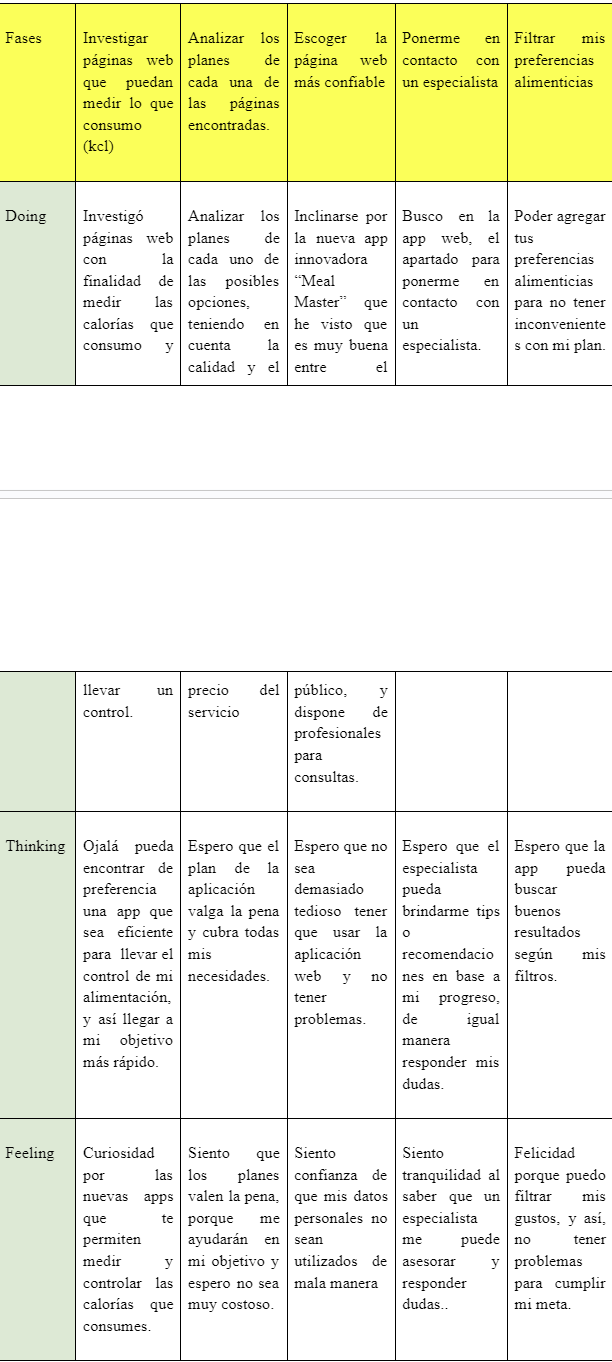 Fases
Investigar
páginas web
que puedan
medir lo que
consumo
(kcl)
Analizar los
planes de
cada una de
las páginas
encontradas.
Escoger la
página web
más confiable
Ponerme en
contacto con
un especialista
Filtrar mis
preferencias
alimenticias
Doing
Investigó
páginas web
con la
finalidad de
medir las
calorías que
consumo y
Analizar los
planes de
cada uno de
las posibles
opciones,
teniendo en
cuenta la
calidad y el
Inclinarse por
la nueva app
innovadora
“Meal
Master” que
he visto que
es muy buena
entre el
Busco en la
app web, el
apartado para
ponerme en
contacto con
un
especialista.
Poder agregar
tus
preferencias
alimenticias
para no tener
inconveniente
s con mi plan.
llevar un
control.
precio del
servicio
público, y
dispone de
profesionales
para
consultas.
Thinking
Ojalá pueda
encontrar de
preferencia
una app que
sea eficiente
para llevar el
control de mi
alimentación,
y así llegar a
mi objetivo
más rápido.
Espero que el
plan de la
aplicación
valga la pena
y cubra todas
mis
necesidades.
Espero que no
sea
demasiado
tedioso tener
que usar la
aplicación
web y no
tener
problemas.
Espero que el
especialista
pueda
brindarme tips
o
recomendacio
nes en base a
mi progreso,
de igual
manera
responder mis
dudas.
Espero que la
app pueda
buscar
buenos
resultados
según mis
filtros.
Feeling
Curiosidad
por las
nuevas apps
que te
permiten
medir y
controlar las
calorías que
consumes.
Siento que
los planes
valen la pena,
porque me
ayudarán en
mi objetivo y
espero no sea
muy costoso.
Siento
confianza de
que mis datos
personales no
sean
utilizados de
mala manera
Siento
tranquilidad al
saber que un
especialista
me puede
asesorar y
responder
dudas..
Felicidad
porque puedo
filtrar mis
gustos, y así,
no tener
problemas
para cumplir
mi meta.